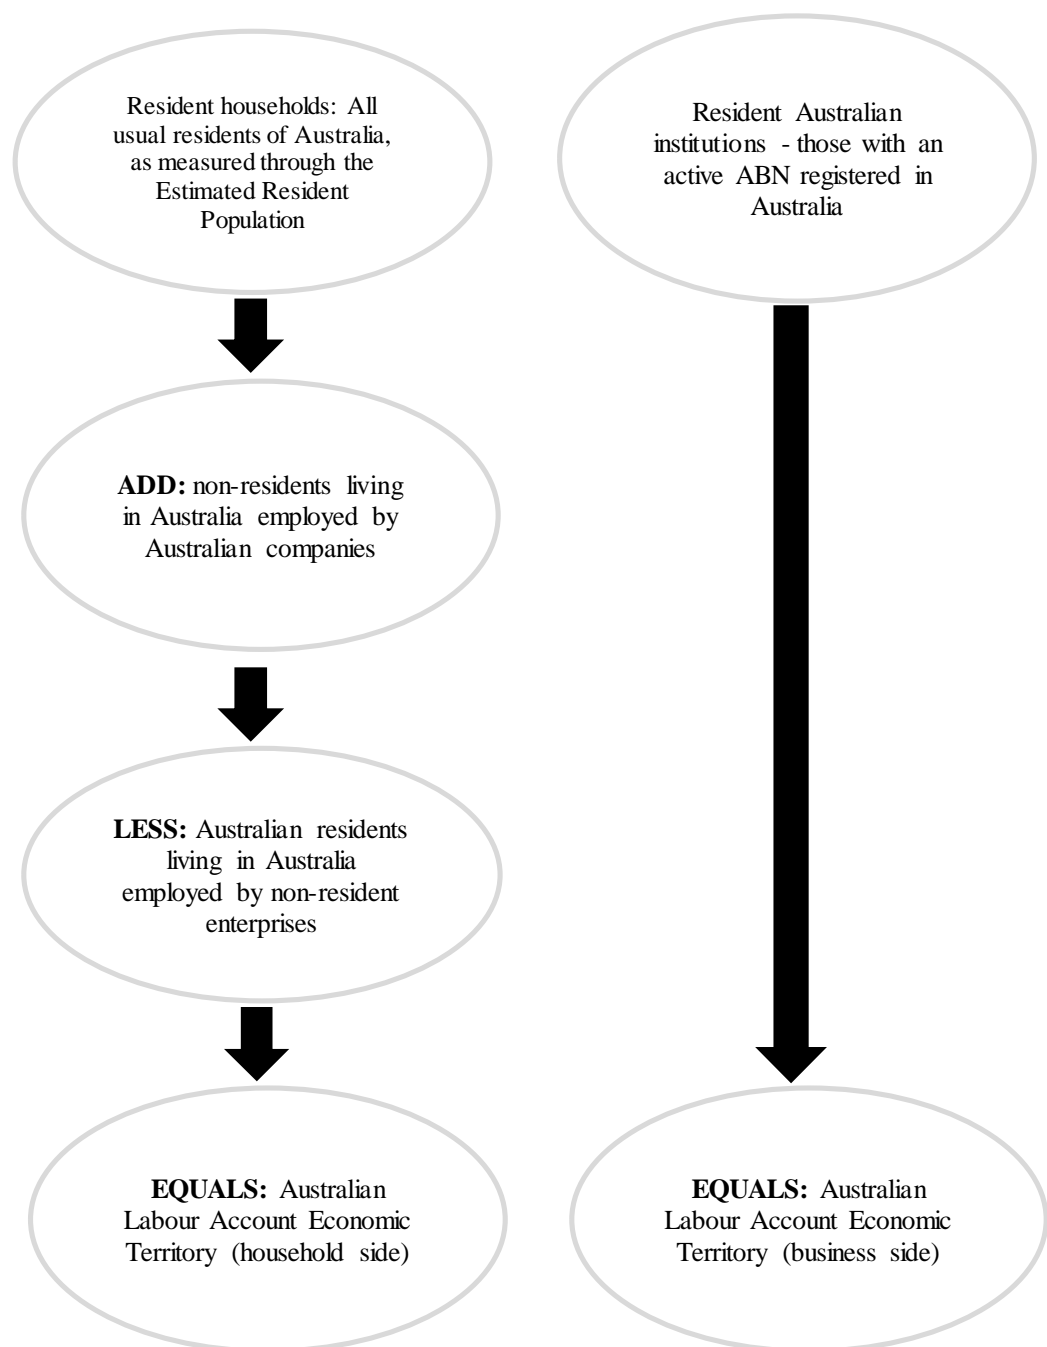 Resident households: All
usual residents of Australia,
as measured through the
Estimated Resident
Population
ADD: non-residents living
in Australia employed by
Australian companies
LESS: Australian residents
living in Australia
employed by non-resident
enterprises
EQUALS: Australian
Labour Account Economic
Territory (household side)
Resident Australian
institutions - those with an
active ABN registered in
Australia
EQUALS: Australian
Labour Account Economic
Territory (business side)